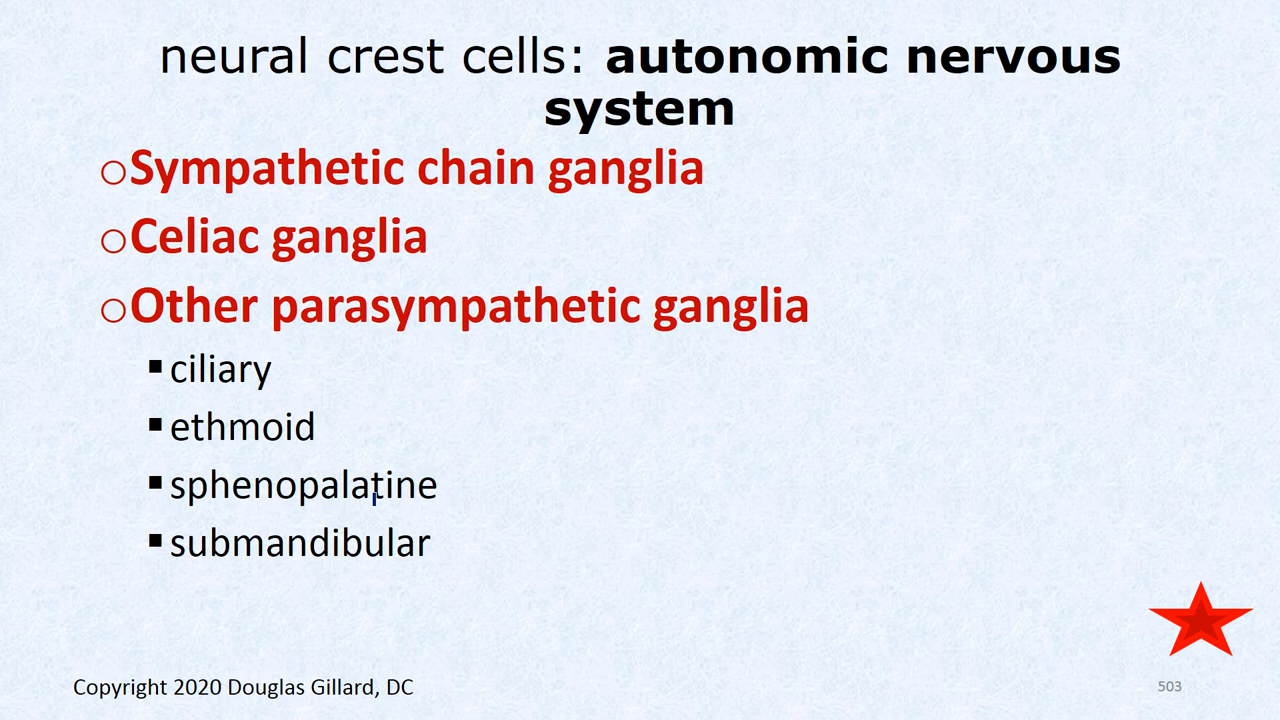 neural crest cells: autonomic nervous
system
Sympathetic chain ganglia
Celiac ganglia
Other parasympathetic ganglia
ciliary
ethmoid
sphenopalatine
submandibular
Copyright 2020 Douglas Gillard, DC
503